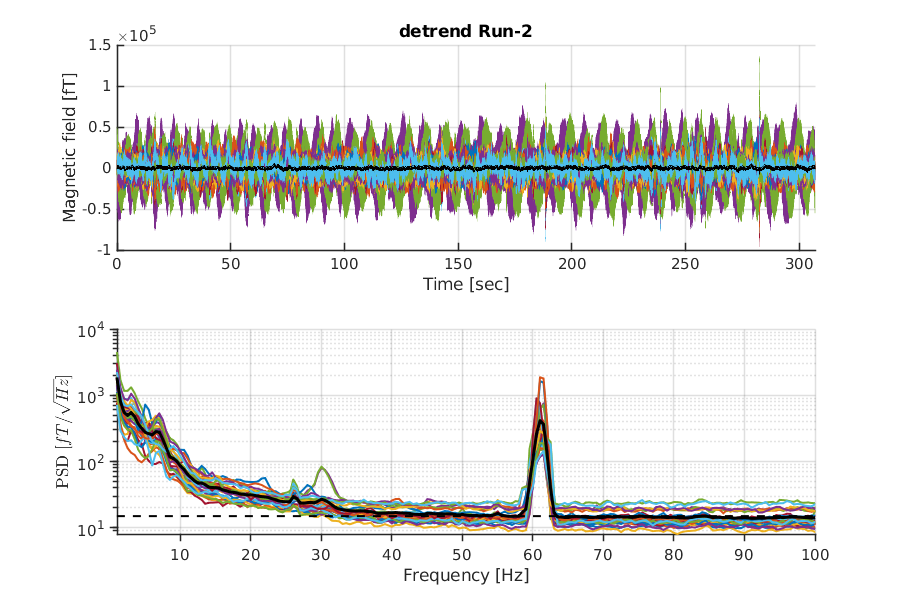 detrend Run-2
×10^5
1.5
1
0.5
0
-0.5
-1
Magnetic field [fT]
0 50 100 150 200 250 300
Time [sec]
10^4
10^3
10^2
10^1
PSD [fT/√Hz]
10 20 30 40 50 60 70 80 90 100
Frequency [Hz]